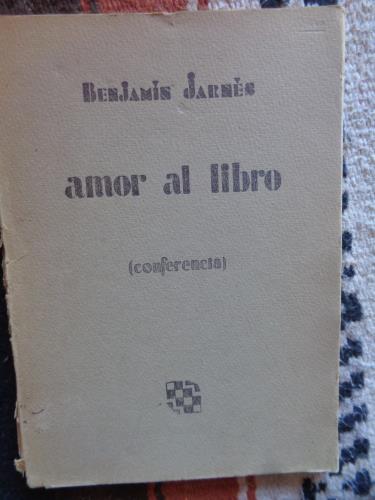 Benjamín Jarnés
amor al libro
(conferencia)